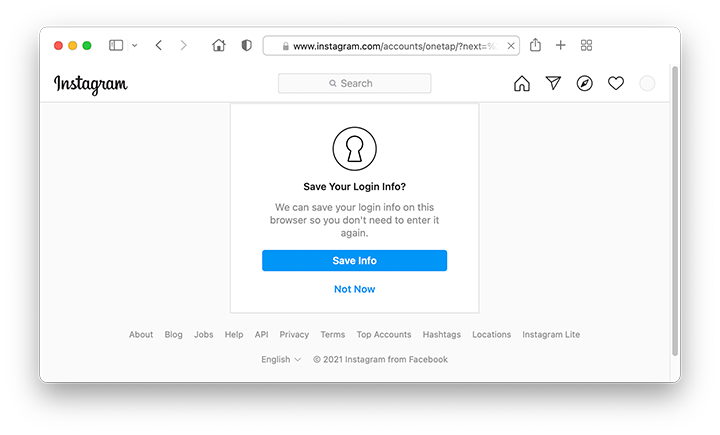 www.instagram.com/accounts/onetap/?next=%2
Instagram
Search
Save Your Login Info?
We can save your login info on this
browser so you don't need to enter it
again.
Save Info
Not Now
About Blog Jobs Help API Privacy Terms Top Accounts Hashtags Locations Instagram Lite
English © 2021 Instagram from Facebook